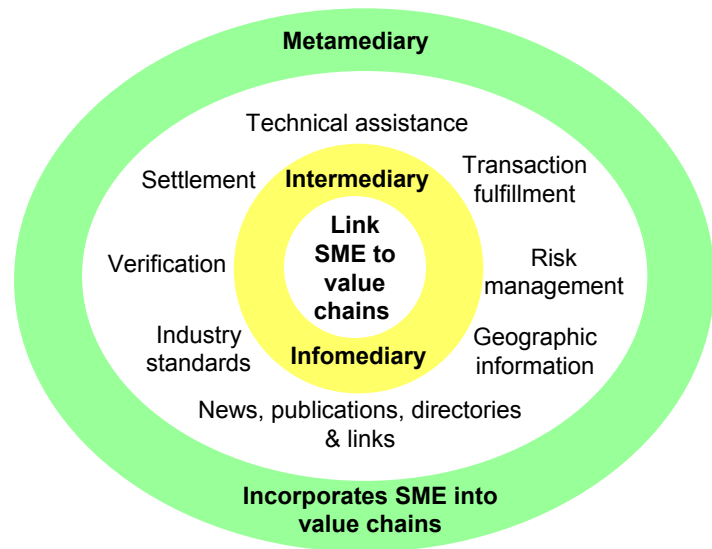 Metamediary
Technical assistance
Settlement
Intermediary
Transaction
fulfillment
Link
SME to
value
chains
Verification
Risk
management
Industry
standards
Infomediary
Geographic
information
News, publications, directories
& links
Incorporates SME into
value chains